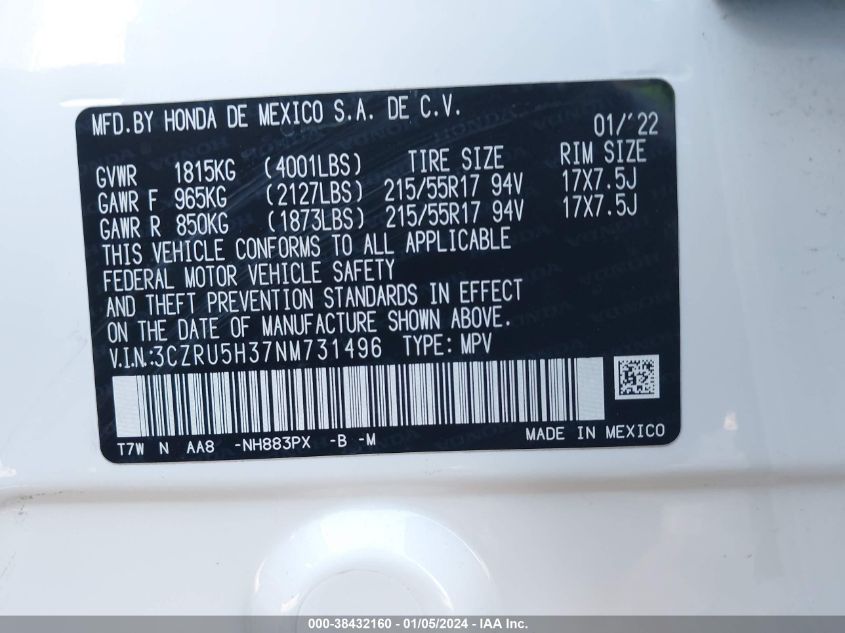 MFD.BY HONDA DE MEXICO S.A. DE C.V.
01/'22
GVWR 1815KG (4001LBS) TIRE SIZE RIM SIZE
GAWR F 965KG (2127LBS) 215/55R17 94V 17X7.5J
GAWR R 850KG (1873LBS) 215/55R17 94V 17X7.5J
THIS VEHICLE CONFORMS TO ALL APPLICABLE
FEDERAL MOTOR VEHICLE SAFETY
AND THEFT PREVENTION STANDARDS IN EFFECT
ON THE DATE OF MANUFACTURE SHOWN ABOVE.
V.I.N.:3CZRU5H37NM731496 TYPE: MPV
T7W N AA8 -NH883PX -B -M MADE IN MEXICO
000-38432160 - 01/05/2024 - IAA Inc.